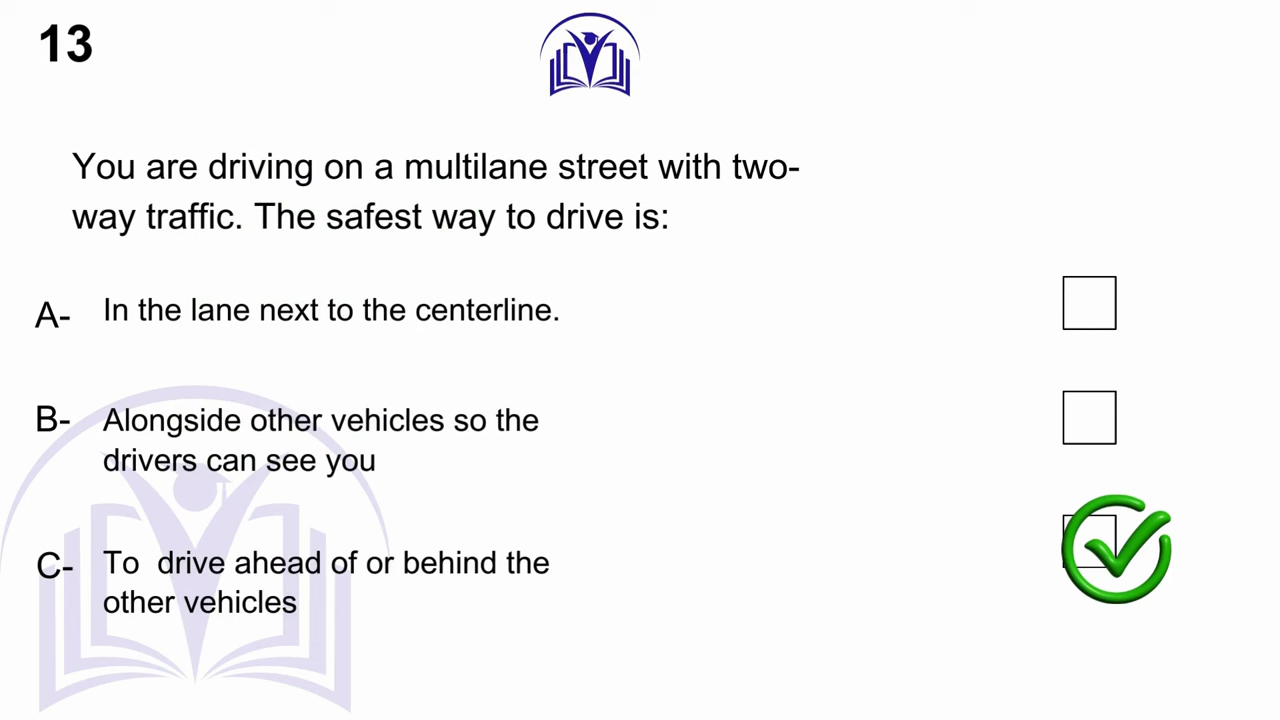 13
You are driving on a multilane street with two-
way traffic. The safest way to drive is:
A- In the lane next to the centerline.
B- Alongside other vehicles so the
drivers can see you
C- To drive ahead of or behind the
other vehicles